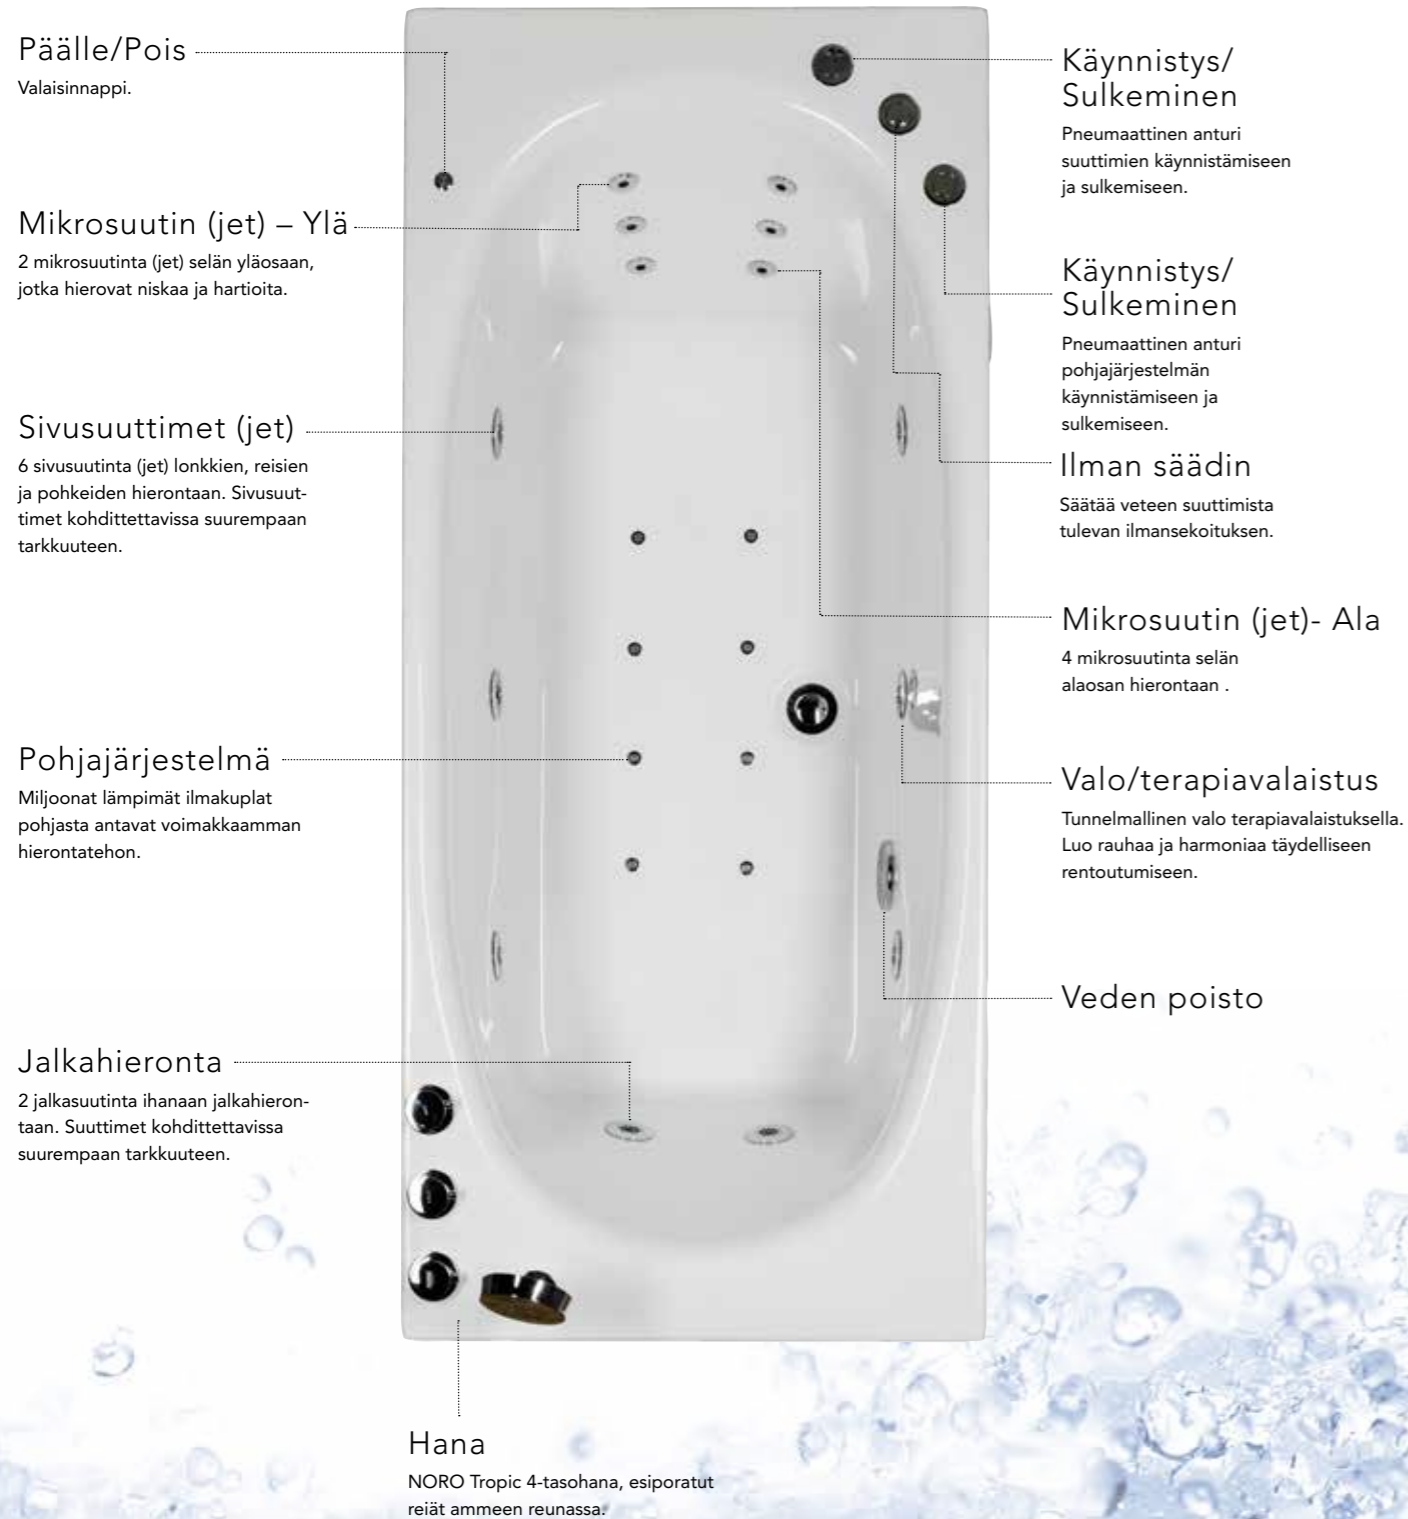 Päälle/Pois
Valaisinnappi.
Mikrosuutin (jet) – Ylä
2 mikrosuutinta (jet) selän yläosaan,
jotka hierovat niskaa ja hartioita.
Sivusuuttimet (jet)
6 sivusuutinta (jet) lonkkien, reisien
ja pohkeiden hierontaan. Sivusuut-
timet kohdittettavissa suurempaan
tarkkuuteen.
Pohjajärjestelmä
Miljoonat lämpimät ilmakuplat
pohjasta antavat voimakkaamman
hierontatehon.
Jalkahieronta
2 jalkasuutinta ihanaan jalkahieron-
taan. Suuttimet kohdittettavissa
suurempaan tarkkuuteen.
Käynnistys/
Sulkeminen
Pneumaattinen anturi
suuttimien käynnistämiseen
ja sulkemiseen.
Käynnistys/
Sulkeminen
Pneumaattinen anturi
pohjajärjestelmän
käynnistämiseen ja
sulkemiseen.
Ilman säädin
Säätää veteen suuttimista
tulevan ilmansekoituksen.
Mikrosuutin (jet)- Ala
4 mikrosuutinta selän
alaosan hierontaan .
Valo/terapiavalaistus
Tunnelmallinen valo terapiavalaistuksella.
Luo rauhaa ja harmoniaa täydelliseen
rentoutumiseen.
Veden poisto
Hana
NORO Tropic 4-tasohana, esiporatut
reiät ammeen reunassa.